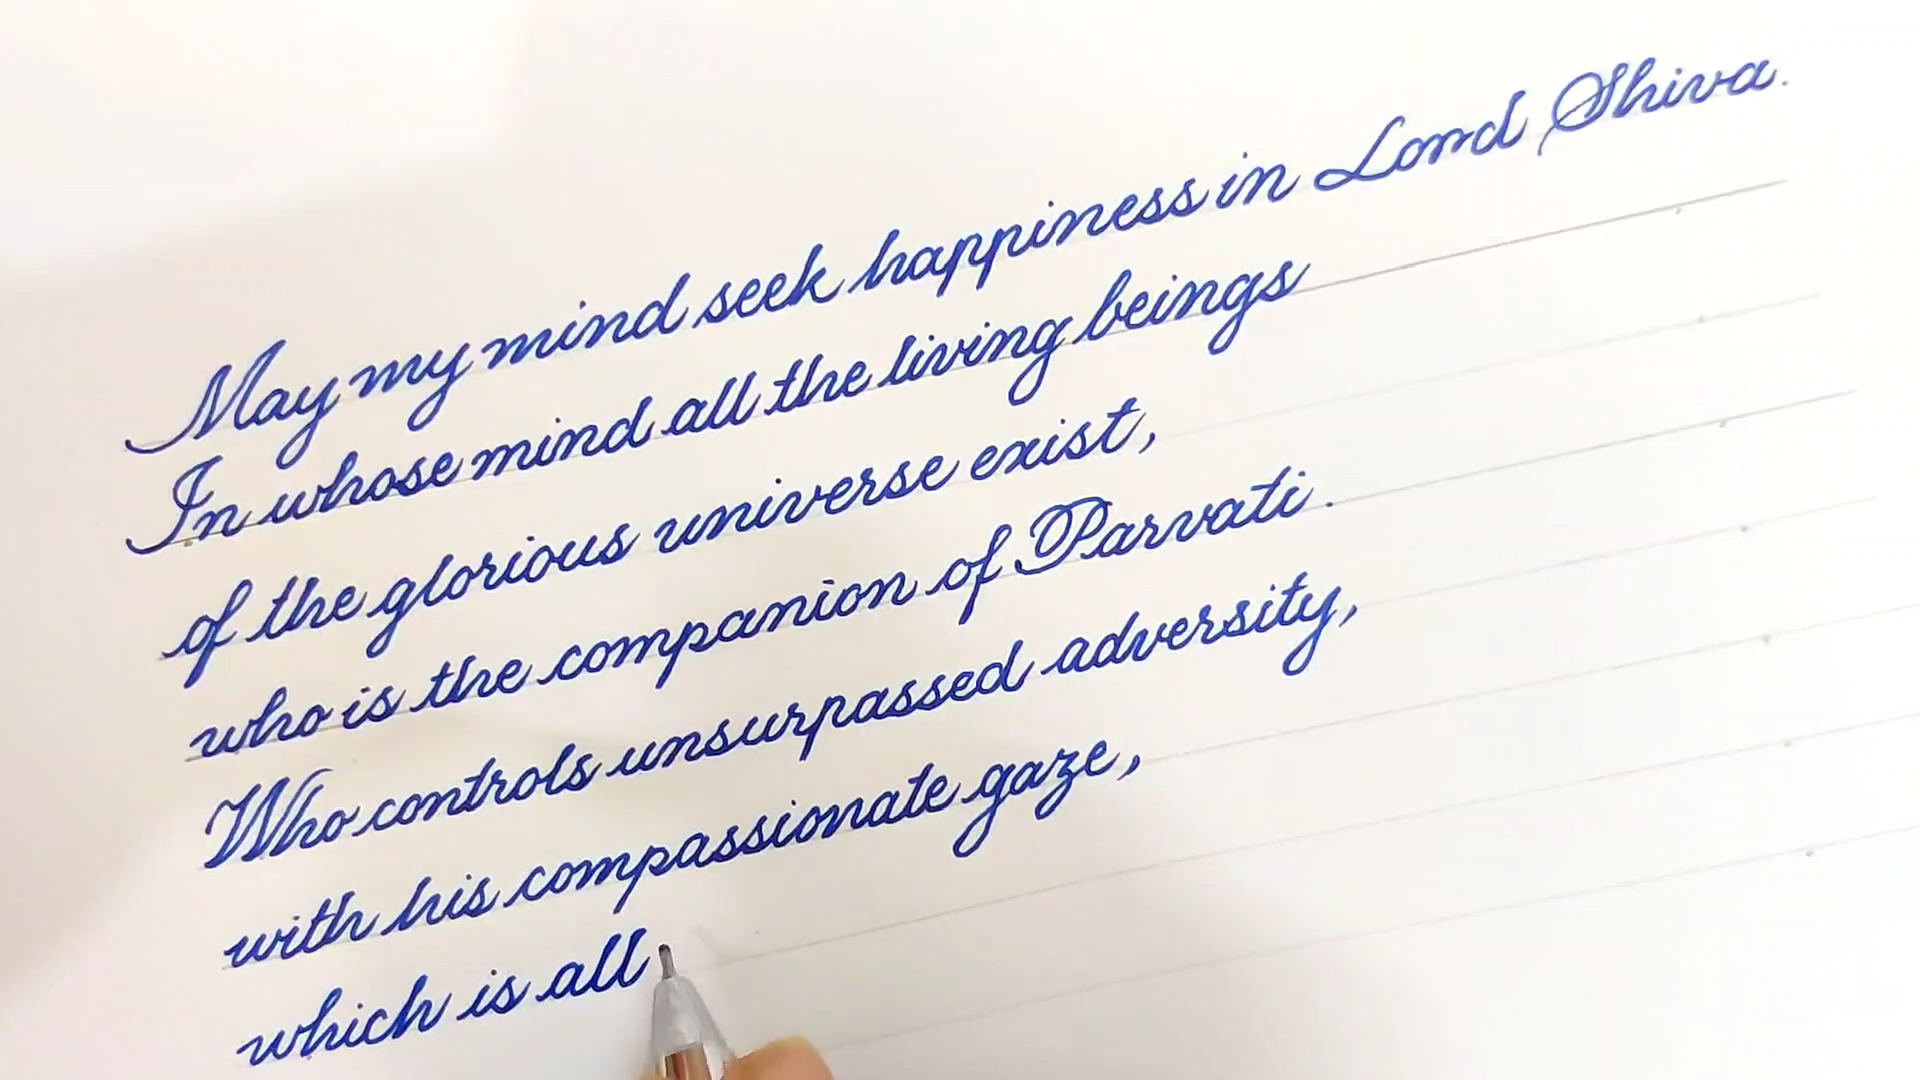 May my mind seek happiness in Lord Shiva.
In whose mind all the living beings
of the glorious universe exist,
who is the companion of Parvati.
Who controls unsurpassed adversity,
with his compassionate gaze,
which is all